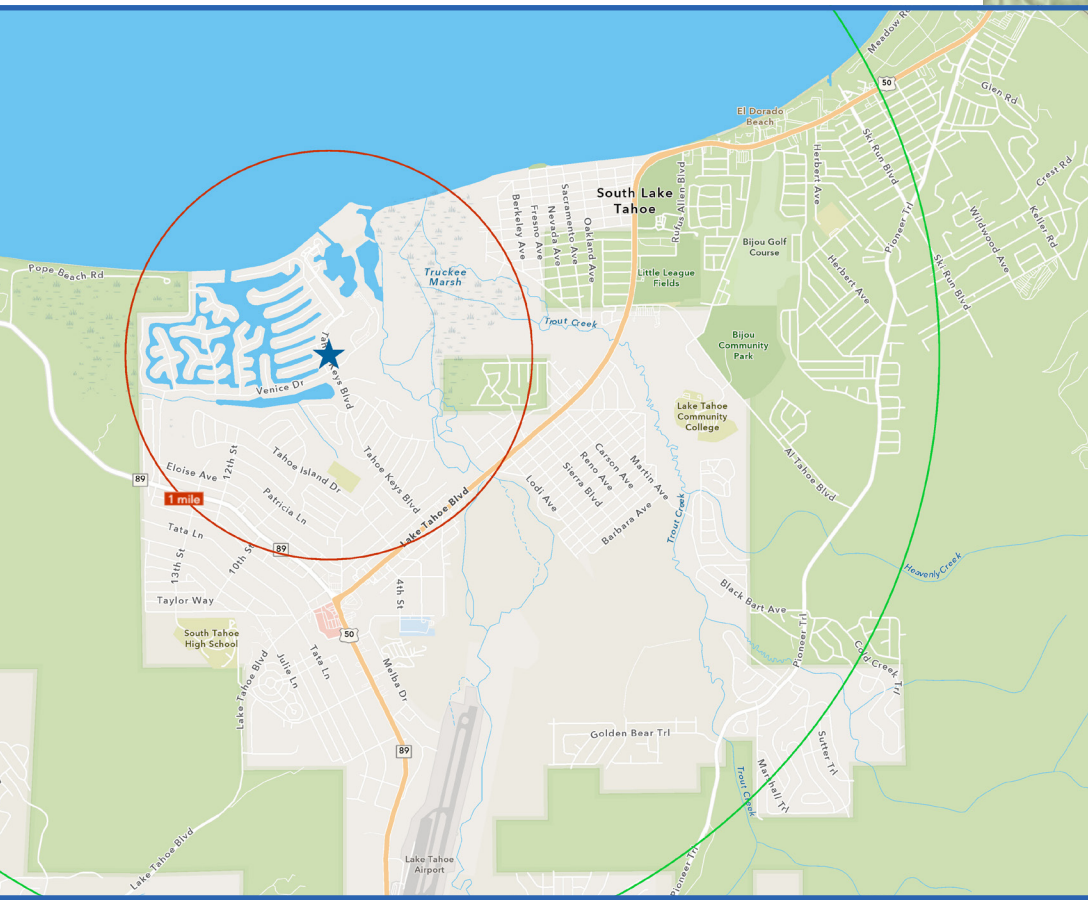 Meadow R
50
Glen Rd
El Dorado
Beach
Ski Run Blvd
Herbert Ave
Crest Rd
South Lake
Tahoe
Rufus Allen Blvd
Sacramento Ave
Berkeley Ave
Fresno Ave
Nevada Ave
Oakland Ave
Pioneer Trl
Wildwood Ave
Keller Rd
Bijou Golf
Course
Pope Beach Rd
Truckee
Marsh
Little League
Fields
Herbert Ave
Ski Run Blvd
Trout Creek
Bijou
Community
Park
Keys Blvd
Venice Dr
Lake Tahoe
Community
College
Eloise Ave
12th St
Tahoe Island Dr
Tahoe Keys Blvd
Carson Ave
Martin Ave
Reno Ave
Sierra Blvd
Al Tahoe Blvd
89
1 mile
Patricia Ln
Lodi Ave
Lake Tahoe Blvd
Barbara Ave
Trout Creek
Tata Ln
89
10th St
13th St
Heavenly Creek
Taylor Way
4th St
Black Bart Ave
South Tahoe
High School
50
Pioneer Trl
Cold Creek Trl
Lake Tahoe Blvd
Julie Ln
Tata Ln
Melba Dr
Golden Bear Trl
89
Sutter Trl
Marshall Trl
Trout Creek
Lake Tahoe Blvd
Lake Tahoe
Airport
Pioneer Trl